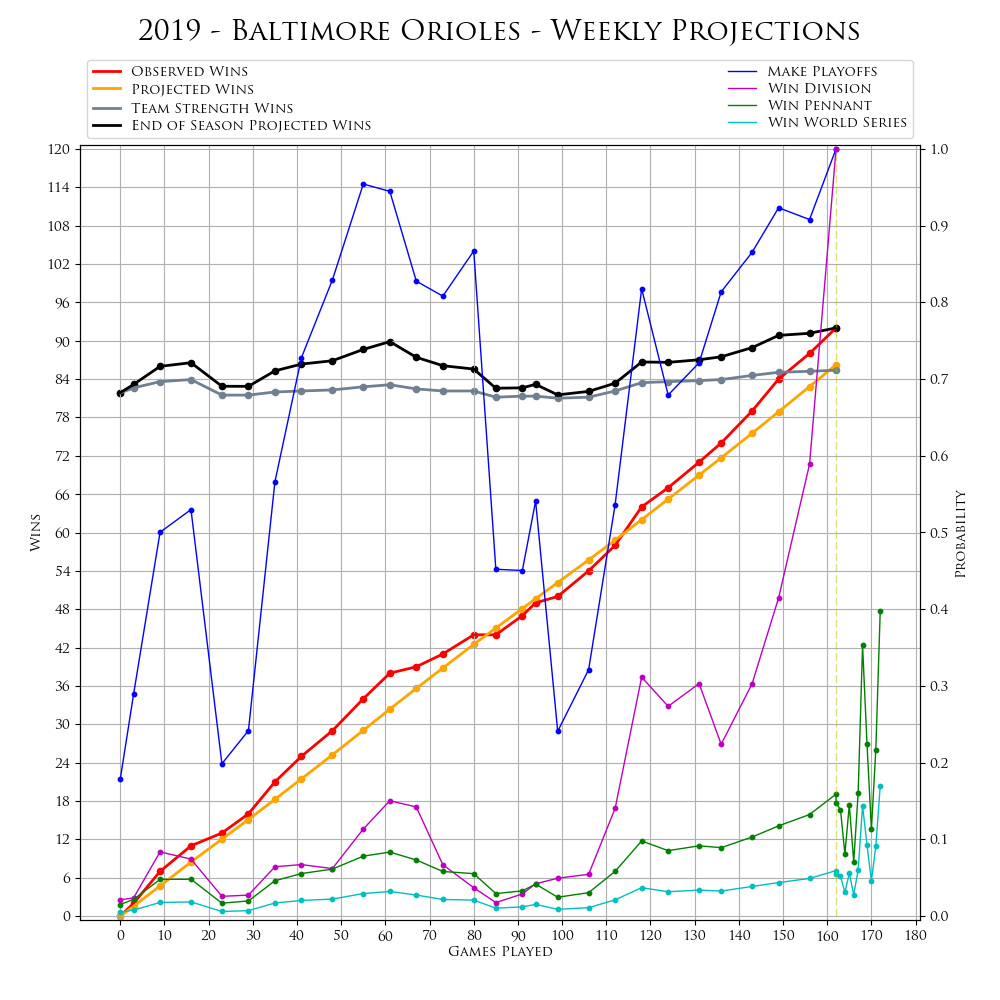 2019 - Baltimore Orioles - Weekly Projections
Observed Wins
Projected Wins
Team Strength Wins
End of Season Projected Wins
Make Playoffs
Win Division
Win Pennant
Win World Series
120
114
108
102
96
90
84
78
72
66
60
54
48
42
36
30
24
18
12
6
0
Wins
1.0
0.9
0.8
0.7
0.6
0.5
0.4
0.3
0.2
0.1
0.0
Probability
0 10 20 30 40 50 60 70 80 90 100 110 120 130 140 150 160 170 180
Games Played